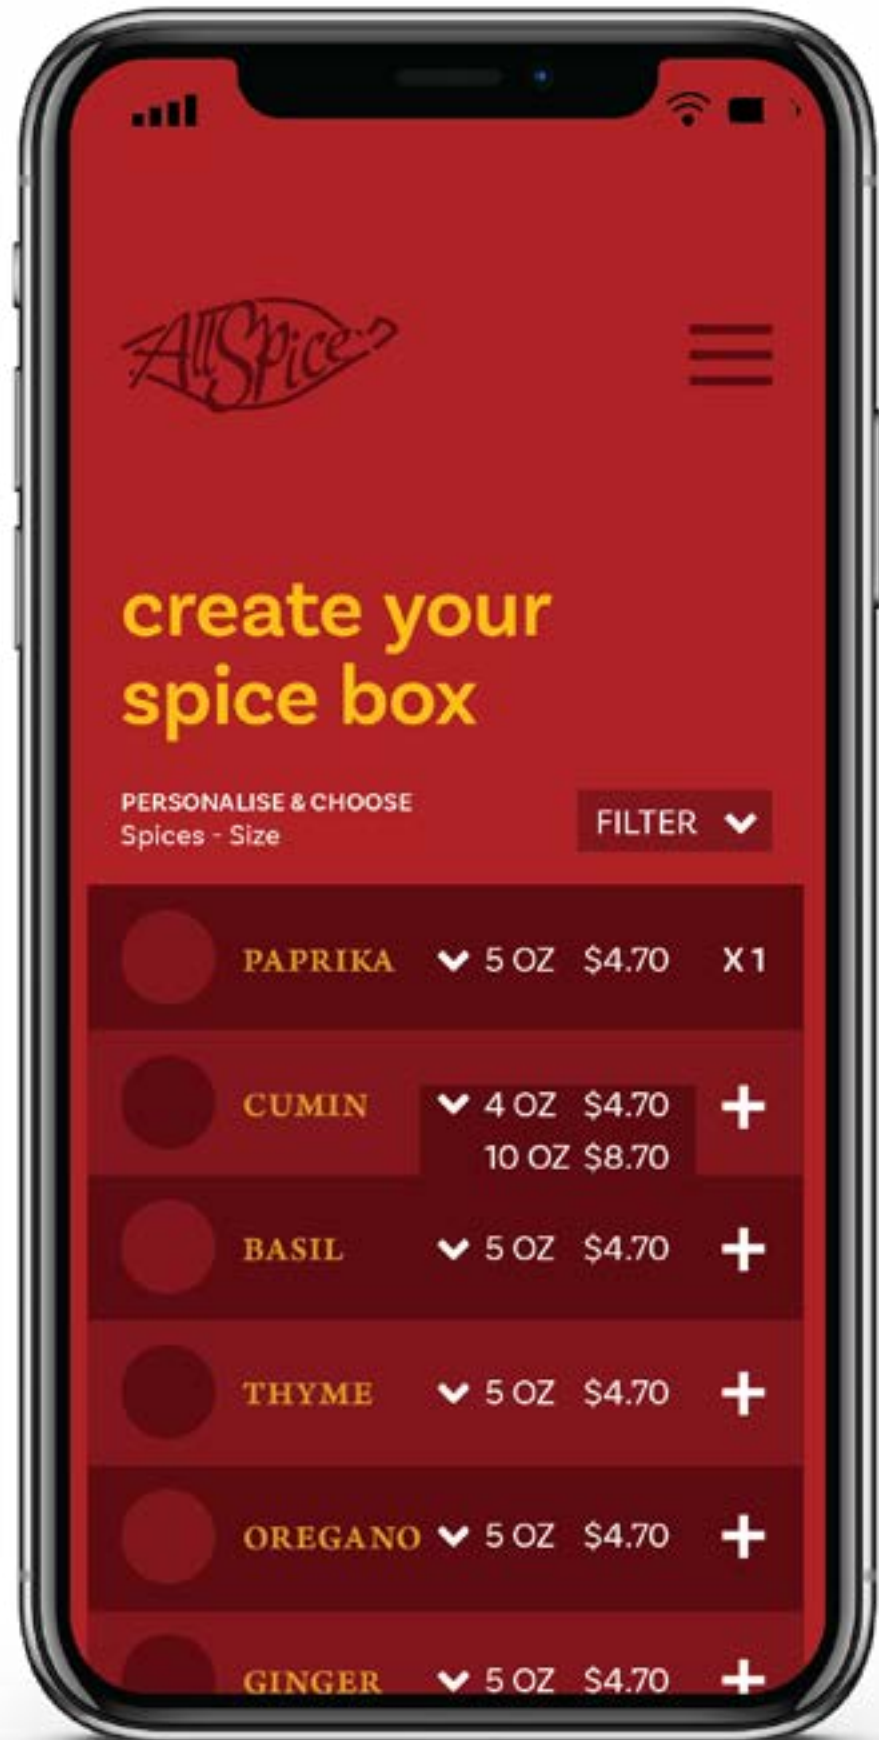 AllSpice
create your
spice box
PERSONALISE & CHOOSE
Spices - Size
FILTER
PAPRIKA 5 OZ $4.70 X 1
CUMIN 4 OZ $4.70 +
10 OZ $8.70
BASIL 5 OZ $4.70 +
THYME 5 OZ $4.70 +
OREGANO 5 OZ $4.70 +
GINGER 5 OZ $4.70 +